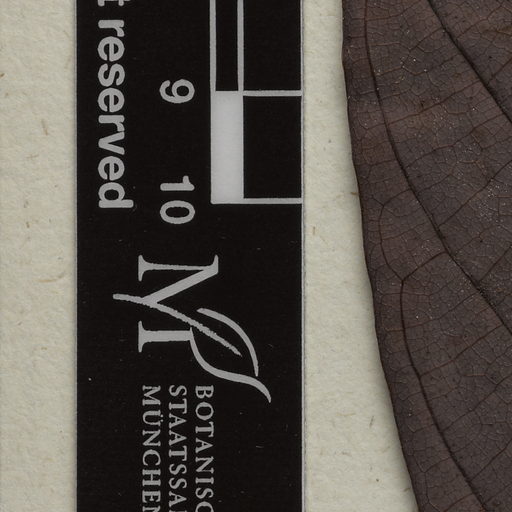 t reserved
9 10
M
BOTANISC
STAATSSA
MÜNCHEN